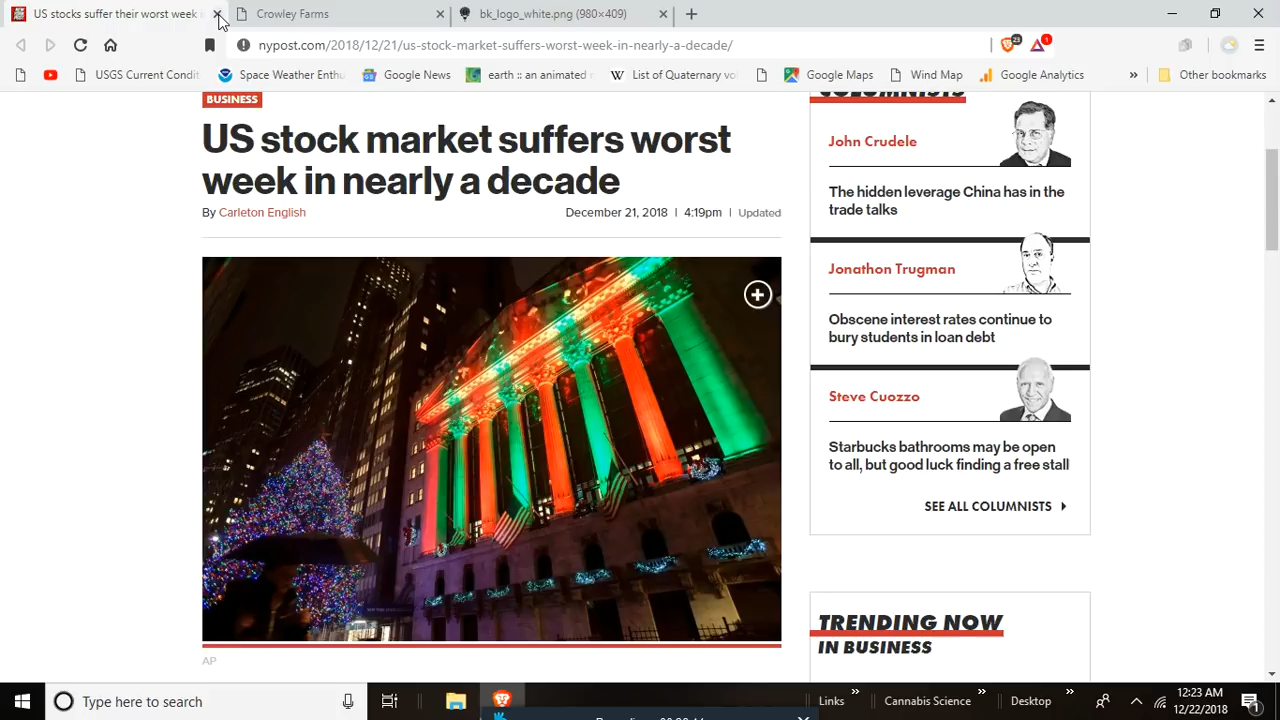 US stocks suffer their worst week
Crowley Farms
bk_logo_white.png (980×409)
nypost.com/2018/12/21/us-stock-market-suffers-worst-week-in-nearly-a-decade/
23
1
USGS Current Condit
Space Weather Enthu
Google News
earth :: an animated
List of Quaternary vol
Google Maps
Wind Map
Google Analytics
»
Other bookmarks
BUSINESS
US stock market suffers worst
week in nearly a decade
By Carleton English
December 21, 2018 | 4:19pm | Updated
AP
COLUMNISTS
John Crudele
The hidden leverage China has in the
trade talks
Jonathon Trugman
Obscene interest rates continue to
bury students in loan debt
Steve Cuozzo
Starbucks bathrooms may be open
to all, but good luck finding a free stall
SEE ALL COLUMNISTS
TRENDING NOW
IN BUSINESS
Type here to search
Links
»
Cannabis Science
»
Desktop
»
12:23 AM
12/22/2018
1